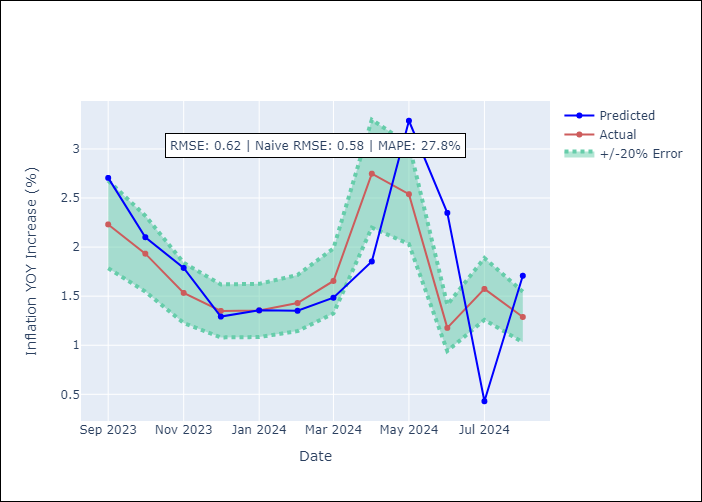 RMSE: 0.62 | Naive RMSE: 0.58 | MAPE: 27.8%
Predicted
Actual
+/-20% Error
Inflation YOY Increase (%)
3
2.5
2
1.5
1
0.5
Sep 2023 Nov 2023 Jan 2024 Mar 2024 May 2024 Jul 2024
Date